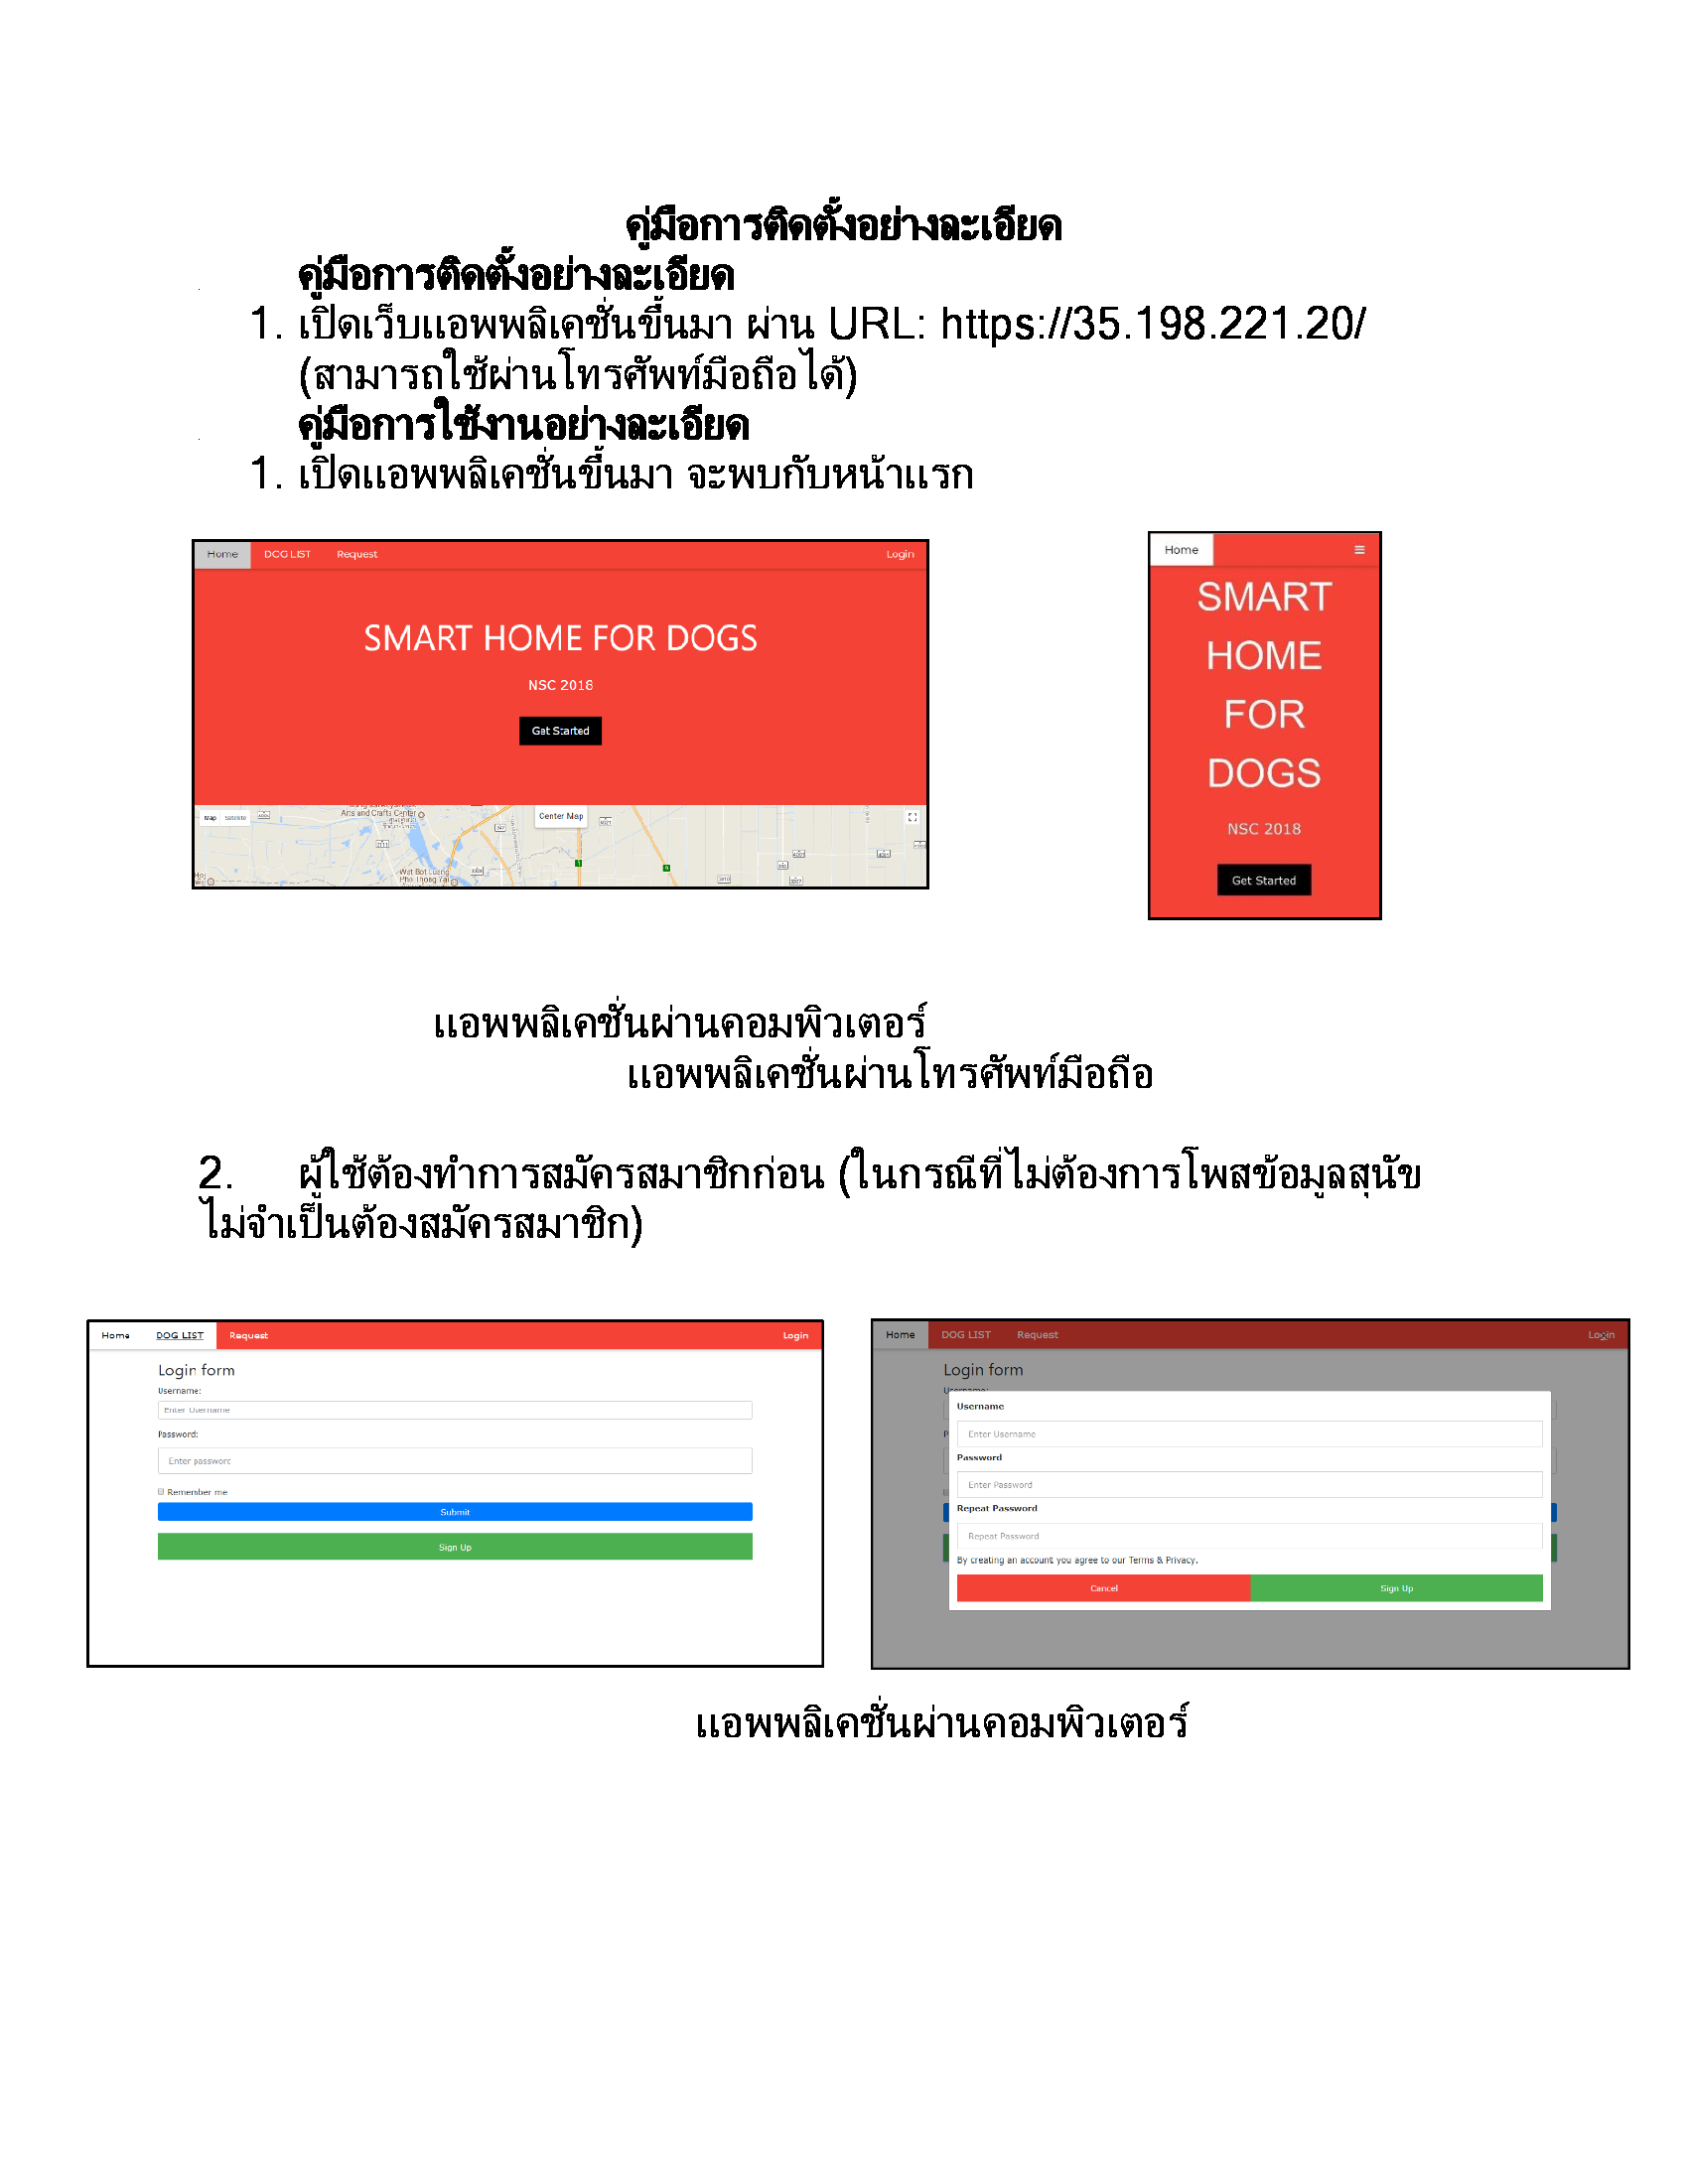 คู่มือการติดตั้งอย่างละเอียด
คู่มือการติดตั้งอย่างละเอียด
1. เปิดเว็บแอพพลิเคชั่นขึ้นมา ผ่าน URL: https://35.198.221.20/
(สามารถใช้ผ่านโทรศัพท์มือถือได้)
คู่มือการใช้งานอย่างละเอียด
1. เปิดแอพพลิเคชั่นขึ้นมา จะพบกับหน้าแรก
Home DOG LIST Request Login
SMART HOME FOR DOGS
NSC 2018
Get Started
Map Satellite
Arts and Crafts Center
Center Map
Wat Bot Luang
Pho Thong Yai
Home
SMART
HOME
FOR
DOGS
NSC 2018
Get Started
แอพพลิเคชั่นผ่านคอมพิวเตอร์
แอพพลิเคชั่นผ่านโทรศัพท์มือถือ
2. ผู้ใช้ต้องทำการสมัครสมาชิกก่อน (ในกรณีที่ไม่ต้องการโพสข้อมูลสุนัข
ไม่จำเป็นต้องสมัครสมาชิก)
Home DOG LIST Request Login
Login form
Username:
Enter Username
Password:
Enter password
Remember me
Submit
Sign Up
Home DOG LIST Request Login
Login form
Username
Enter Username
Password
Enter Password
Repeat Password
Repeat Password
By creating an account you agree to our Terms & Privacy.
Cancel Sign Up
แอพพลิเคชั่นผ่านคอมพิวเตอร์